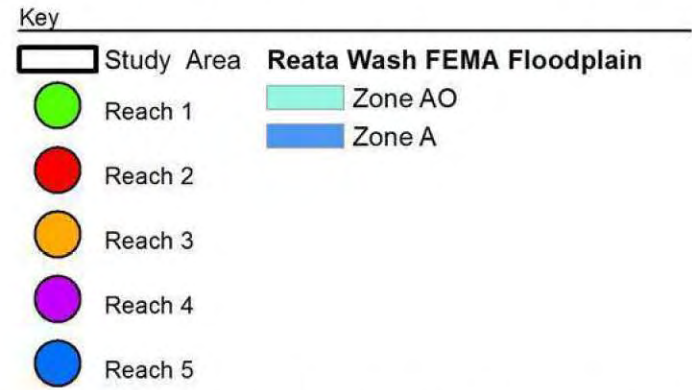 Key
Study Area
Reach 1
Reach 2
Reach 3
Reach 4
Reach 5
Reata Wash FEMA Floodplain
Zone AO
Zone A